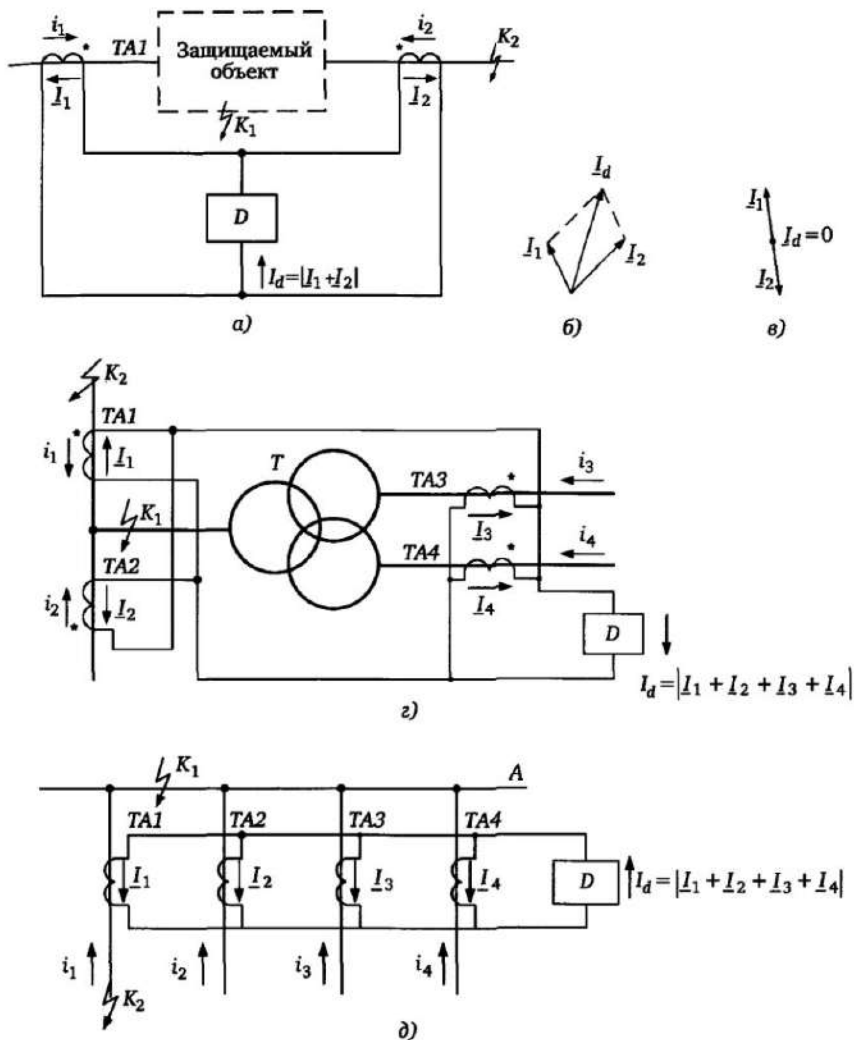 i₁
TA1
*
Защищаемый
объект
*
i₂
K₂
I₁
I₂
K₁
D
I_d=|I₁+I₂|
а)
I_d
I₁
I₂
б)
I₁
I_d=0
I₂
в)
K₂
TA1
*
i₁
I₁
T
TA3
*
i₃
K₁
I₃
TA4
*
i₄
TA2
I₄
i₂
I₂
*
D
I_d=|I₁+I₂+I₃+I₄|
г)
K₁
A
TA1
TA2
TA3
TA4
I₁
I₂
I₃
I₄
D
I_d=|I₁+I₂+I₃+I₄|
i₁
i₂
i₃
i₄
K₂
д)